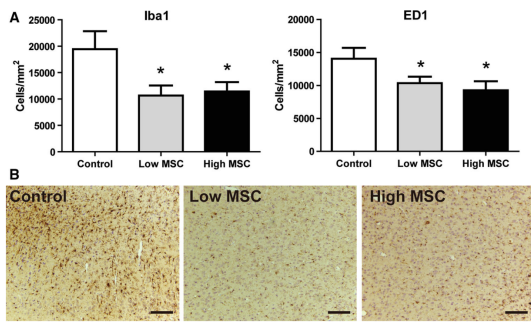 A
Iba1
Cells/mm²
25000
20000
15000
10000
5000
0
*
*
Control
Low MSC
High MSC
ED1
Cells/mm²
20000
15000
10000
5000
0
*
*
Control
Low MSC
High MSC
B
Control
Low MSC
High MSC